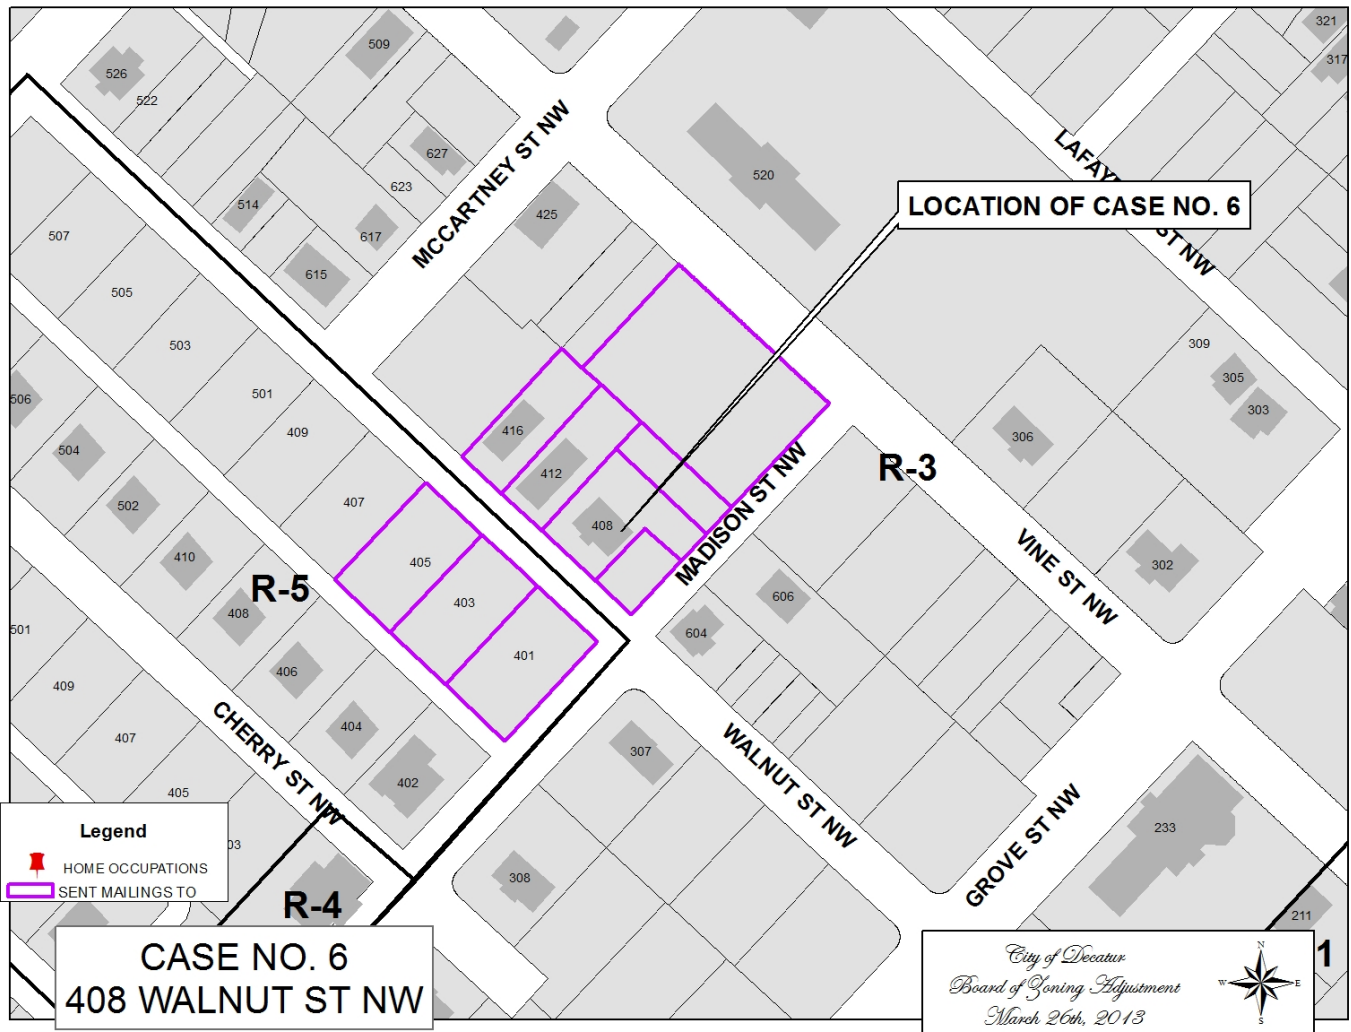 321
317
509
526
522
627
623
514
617
615
425
520
507
505
503
501
409
407
405
403
401
506
504
502
410
408
406
404
402
501
409
407
405
03
416
412
408
309
305
303
306
302
606
604
307
308
233
211
MCCARTNEY ST NW
ST NW
LOCATION OF CASE NO. 6
MADISON ST NW
VINE ST NW
WALNUT ST NW
GROVE ST NW
CHERRY ST NW
R-3
R-5
R-4
1
Legend
HOME OCCUPATIONS
SENT MAILINGS TO
CASE NO. 6
408 WALNUT ST NW
City of Decatur
Board of Zoning Adjustment
March 26th, 2013
N
W
E
S